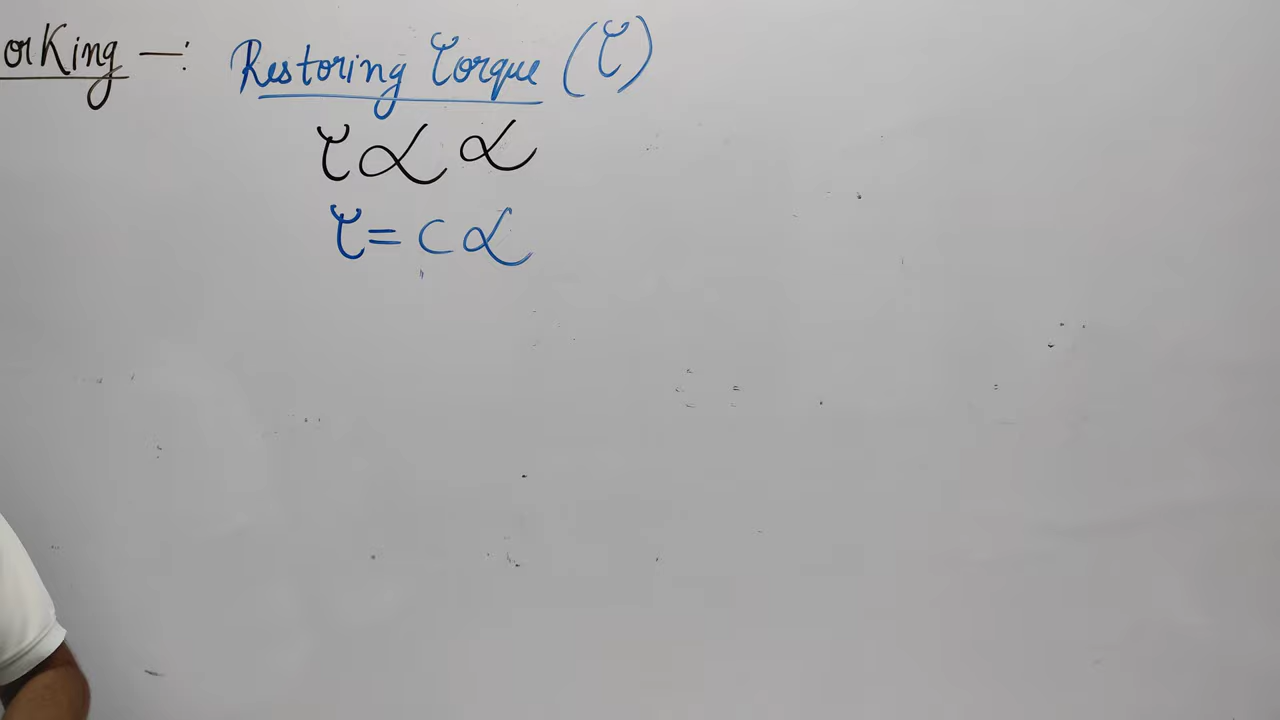 orKing —: Restoring Torque (τ)
τ ∝ α
τ = C α